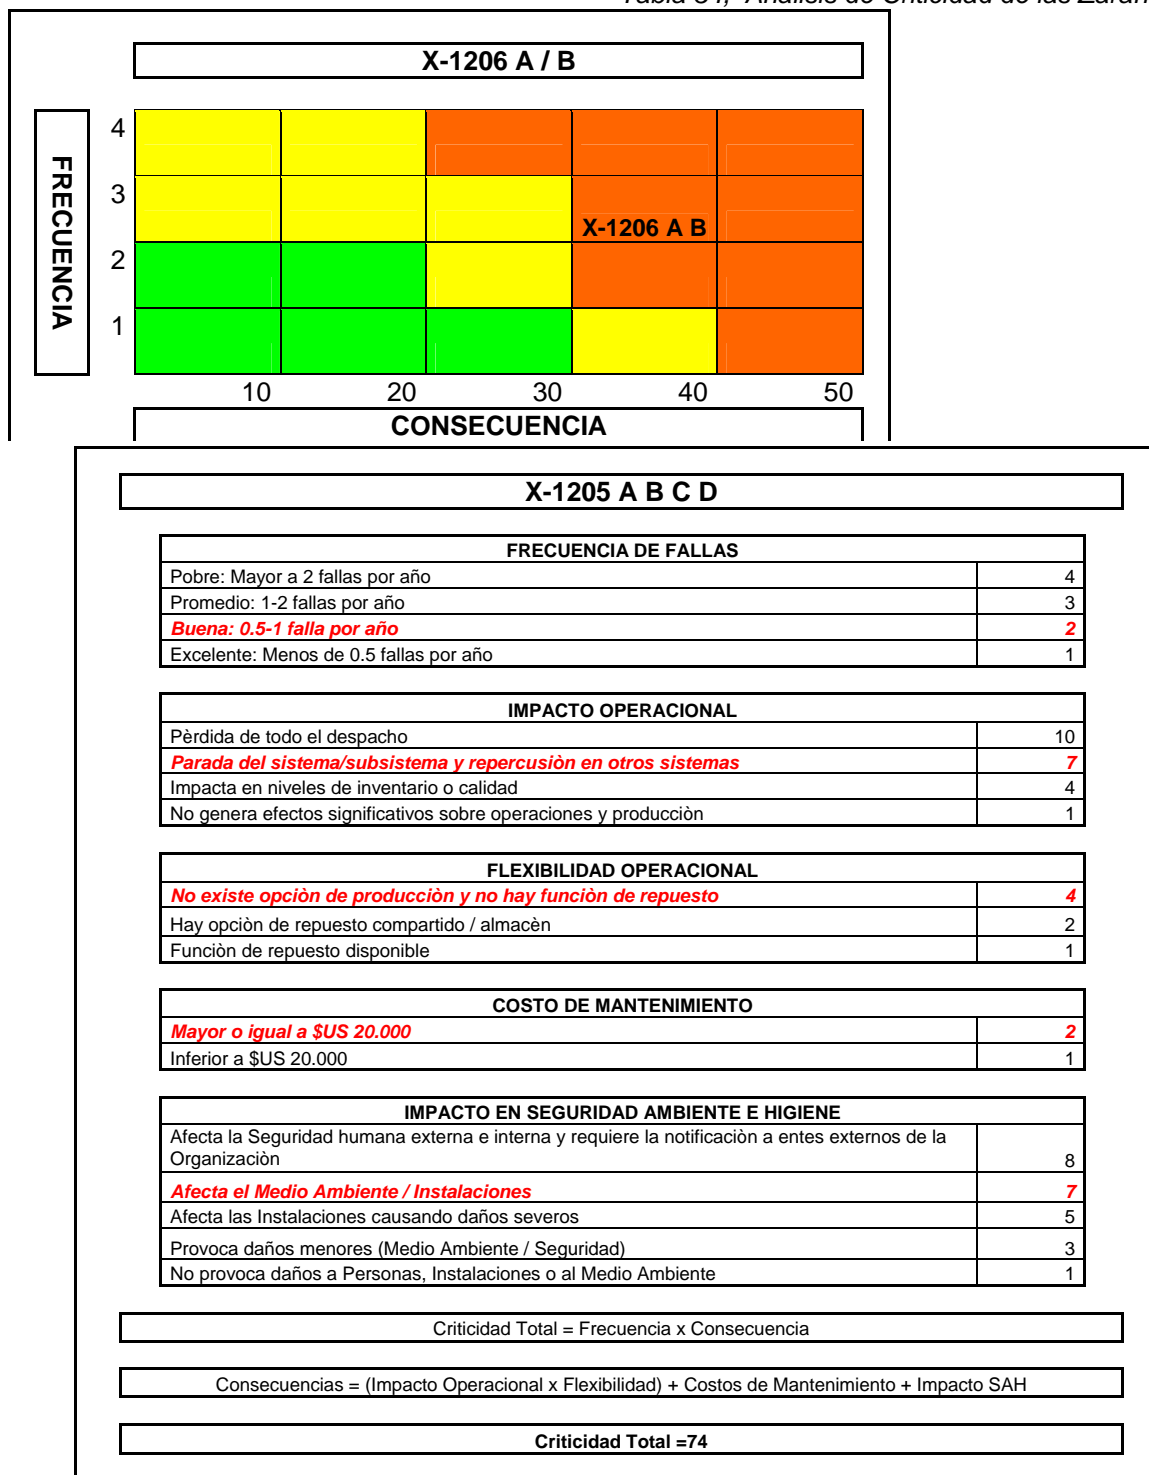 X-1206 A / B
FRECUENCIA
4
3
X-1206 A B
2
1
10 20 30 40 50
CONSECUENCIA
X-1205 A B C D
FRECUENCIA DE FALLAS
Pobre: Mayor a 2 fallas por año 4
Promedio: 1-2 fallas por año 3
Buena: 0.5-1 falla por año 2
Excelente: Menos de 0.5 fallas por año 1
IMPACTO OPERACIONAL
Pèrdida de todo el despacho 10
Parada del sistema/subsistema y repercusiòn en otros sistemas 7
Impacta en niveles de inventario o calidad 4
No genera efectos significativos sobre operaciones y producciòn 1
FLEXIBILIDAD OPERACIONAL
No existe opciòn de producciòn y no hay funciòn de repuesto 4
Hay opciòn de repuesto compartido / almacèn 2
Funciòn de repuesto disponible 1
COSTO DE MANTENIMIENTO
Mayor o igual a $US 20.000 2
Inferior a $US 20.000 1
IMPACTO EN SEGURIDAD AMBIENTE E HIGIENE
Afecta la Seguridad humana externa e interna y requiere la notificaciòn a entes externos de la
Organizaciòn 8
Afecta el Medio Ambiente / Instalaciones 7
Afecta las Instalaciones causando daños severos 5
Provoca daños menores (Medio Ambiente / Seguridad) 3
No provoca daños a Personas, Instalaciones o al Medio Ambiente 1
Criticidad Total = Frecuencia x Consecuencia
Consecuencias = (Impacto Operacional x Flexibilidad) + Costos de Mantenimiento + Impacto SAH
Criticidad Total =74